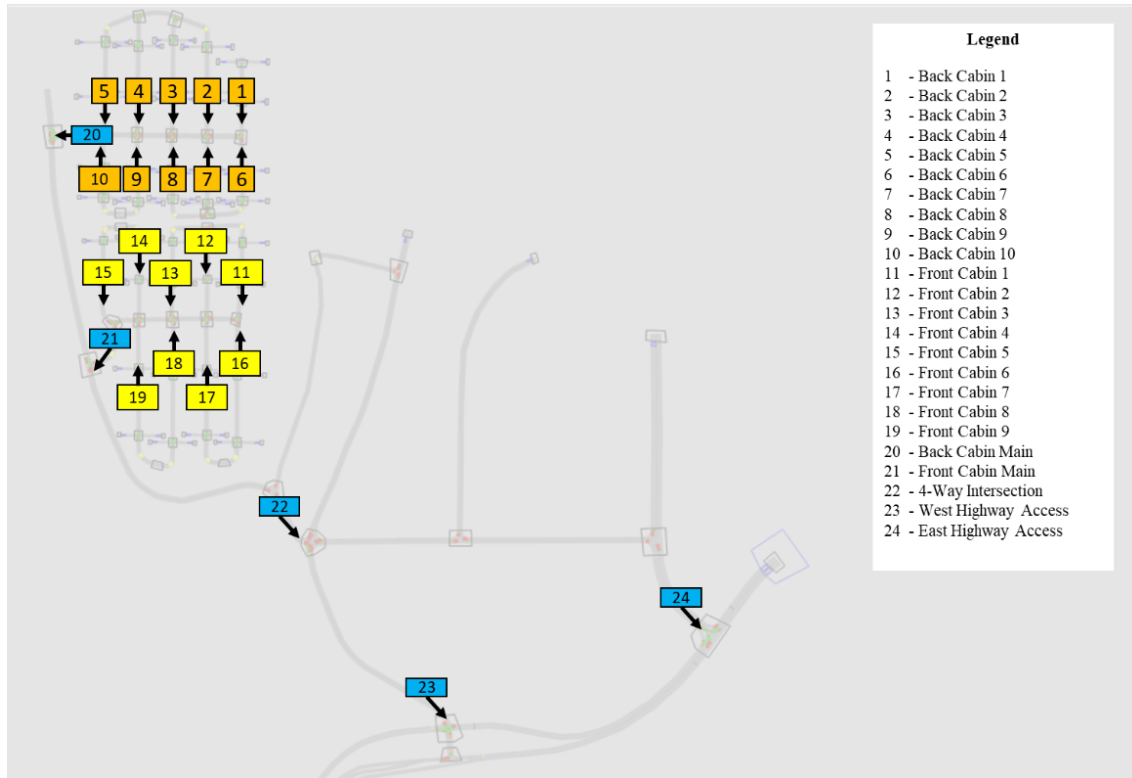 Legend
1 - Back Cabin 1
2 - Back Cabin 2
3 - Back Cabin 3
4 - Back Cabin 4
5 - Back Cabin 5
6 - Back Cabin 6
7 - Back Cabin 7
8 - Back Cabin 8
9 - Back Cabin 9
10 - Back Cabin 10
11 - Front Cabin 1
12 - Front Cabin 2
13 - Front Cabin 3
14 - Front Cabin 4
15 - Front Cabin 5
16 - Front Cabin 6
17 - Front Cabin 7
18 - Front Cabin 8
19 - Front Cabin 9
20 - Back Cabin Main
21 - Front Cabin Main
22 - 4-Way Intersection
23 - West Highway Access
24 - East Highway Access
5 4 3 2 1
20
10 9 8 7 6
14 12
15 13 11
21
18 16
19 17
22
24
23